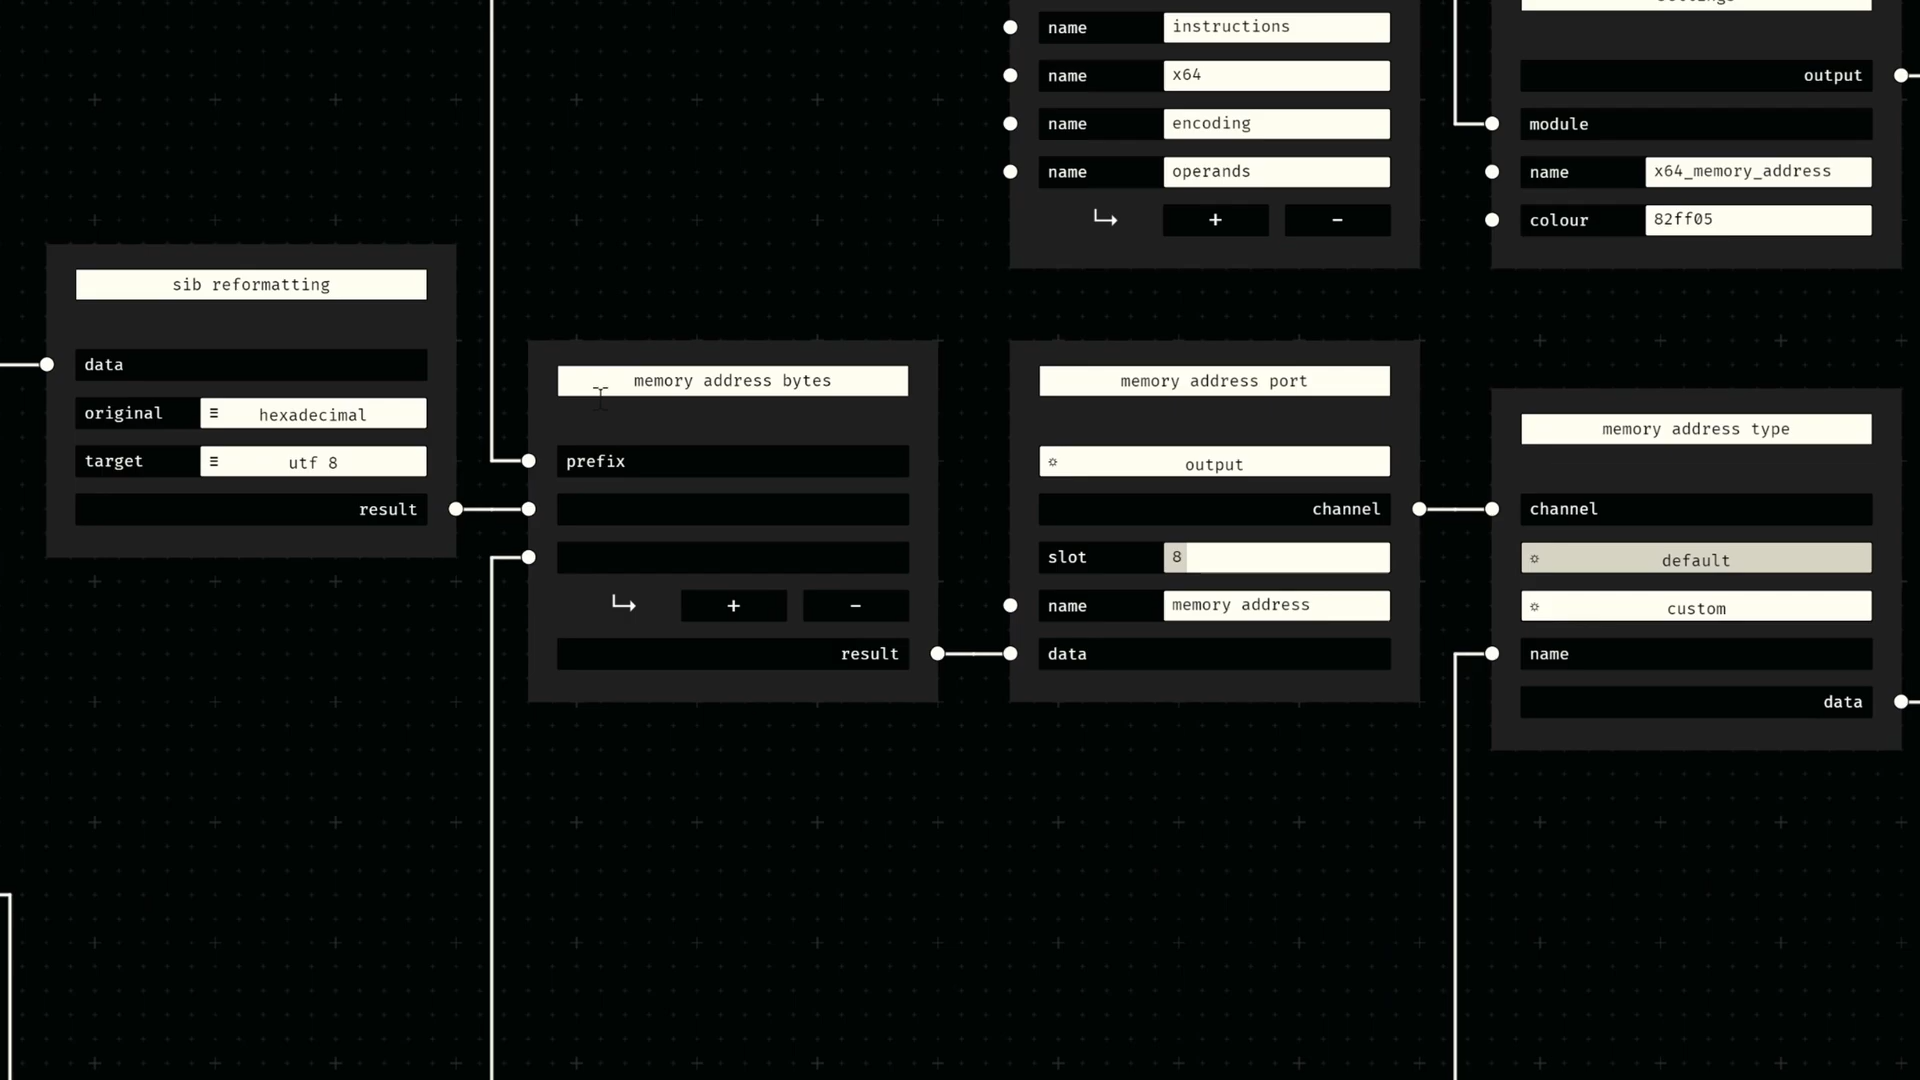 name instructions
name x64
name encoding
name operands
+ -
output
module
name x64_memory_address
colour 82ff05
sib reformatting
data
original hexadecimal
target utf 8
result
memory address bytes
prefix
+ -
result
memory address port
output
channel
slot 8
name memory address
data
memory address type
channel
default
custom
name
data